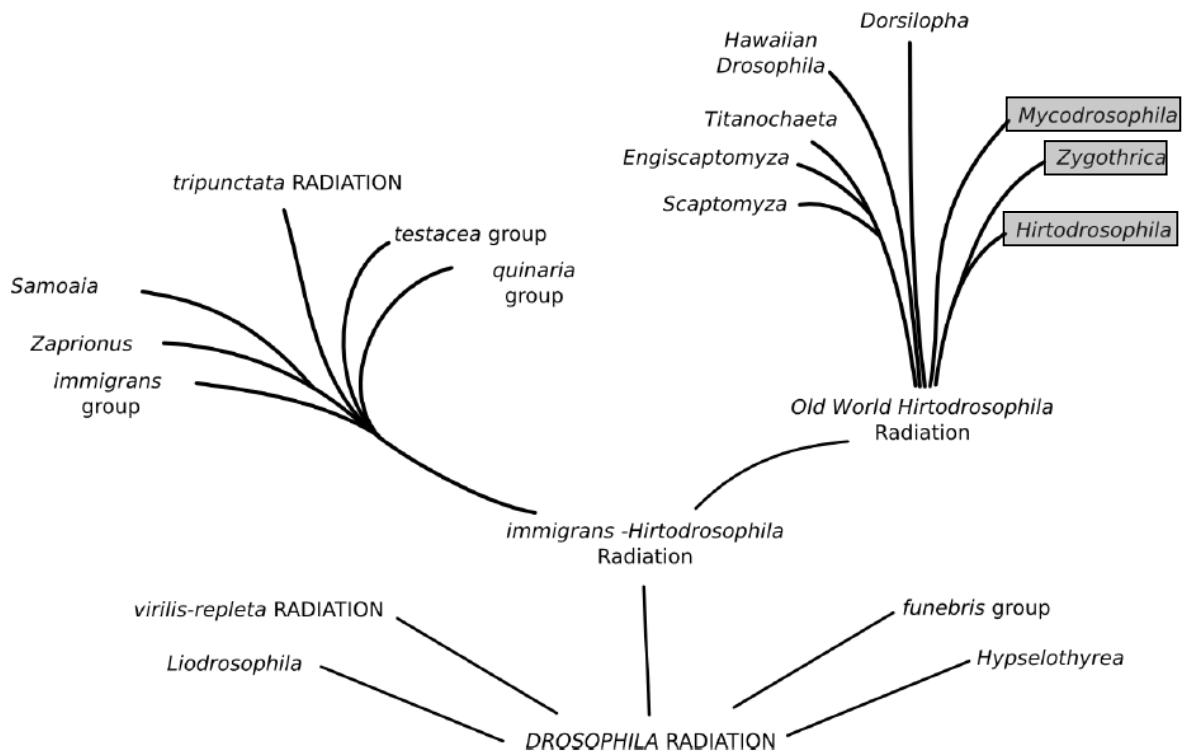 Dorsilopha
Hawaiian
Drosophila
Mycodrosophila
Titanochaeta
Zygothrica
Engiscaptomyza
Scaptomyza
Hirtodrosophila
tripunctata RADIATION
testacea group
quinaria
group
Samoaia
Zaprionus
immigrans
group
Old World Hirtodrosophila
Radiation
immigrans -Hirtodrosophila
Radiation
virilis-repleta RADIATION
funebris group
Liodrosophila
Hypselothyrea
DROSOPHILA RADIATION